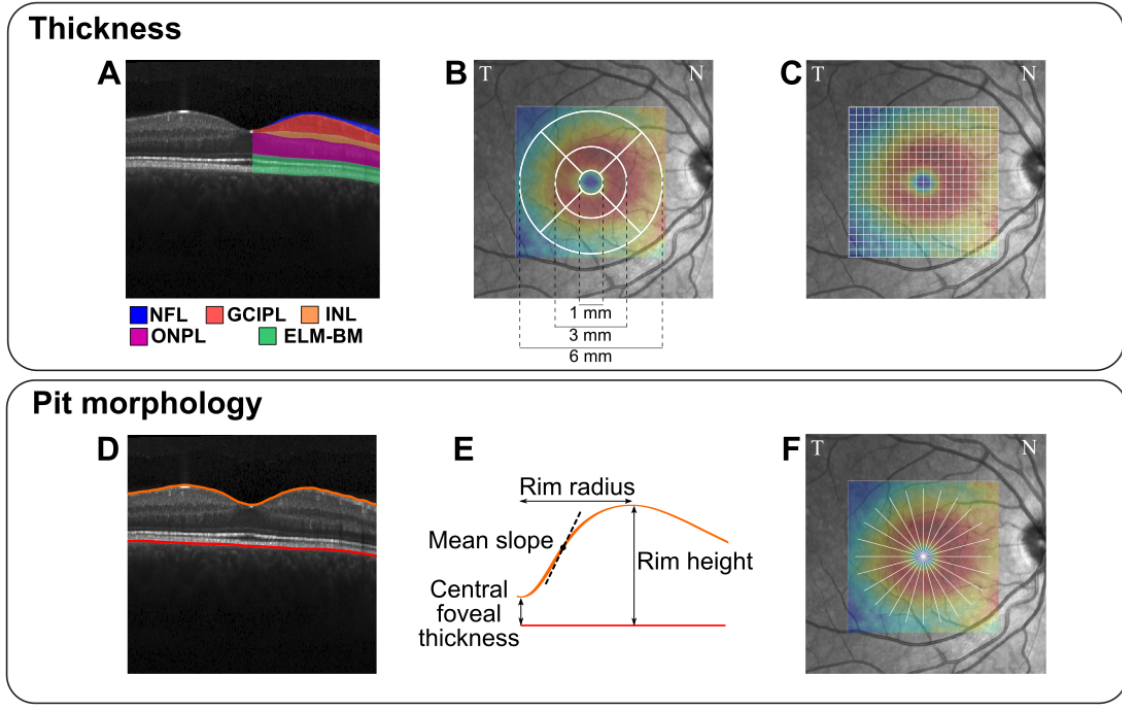 Thickness
A
B
T
N
C
T
N
NFL
GCIPL
INL
ONPL
ELM-BM
1 mm
3 mm
6 mm
Pit morphology
D
E
Rim radius
Mean slope
Rim height
Central
foveal
thickness
F
T
N